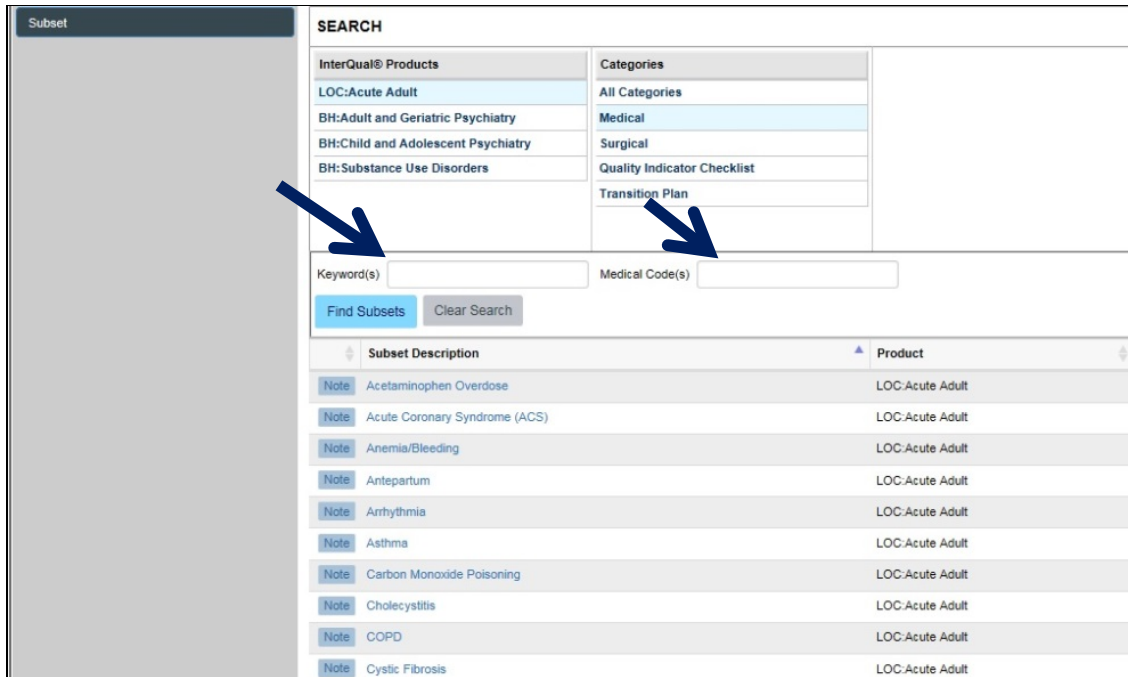 Subset
SEARCH
InterQual® Products
Categories
LOC:Acute Adult
All Categories
BH:Adult and Geriatric Psychiatry
Medical
BH:Child and Adolescent Psychiatry
Surgical
BH:Substance Use Disorders
Quality Indicator Checklist
Transition Plan
Keyword(s)
Medical Code(s)
Find Subsets
Clear Search
Subset Description
Product
Note Acetaminophen Overdose LOC:Acute Adult
Note Acute Coronary Syndrome (ACS) LOC:Acute Adult
Note Anemia/Bleeding LOC:Acute Adult
Note Antepartum LOC:Acute Adult
Note Arrhythmia LOC:Acute Adult
Note Asthma LOC:Acute Adult
Note Carbon Monoxide Poisoning LOC:Acute Adult
Note Cholecystitis LOC:Acute Adult
Note COPD LOC:Acute Adult
Note Cystic Fibrosis LOC:Acute Adult